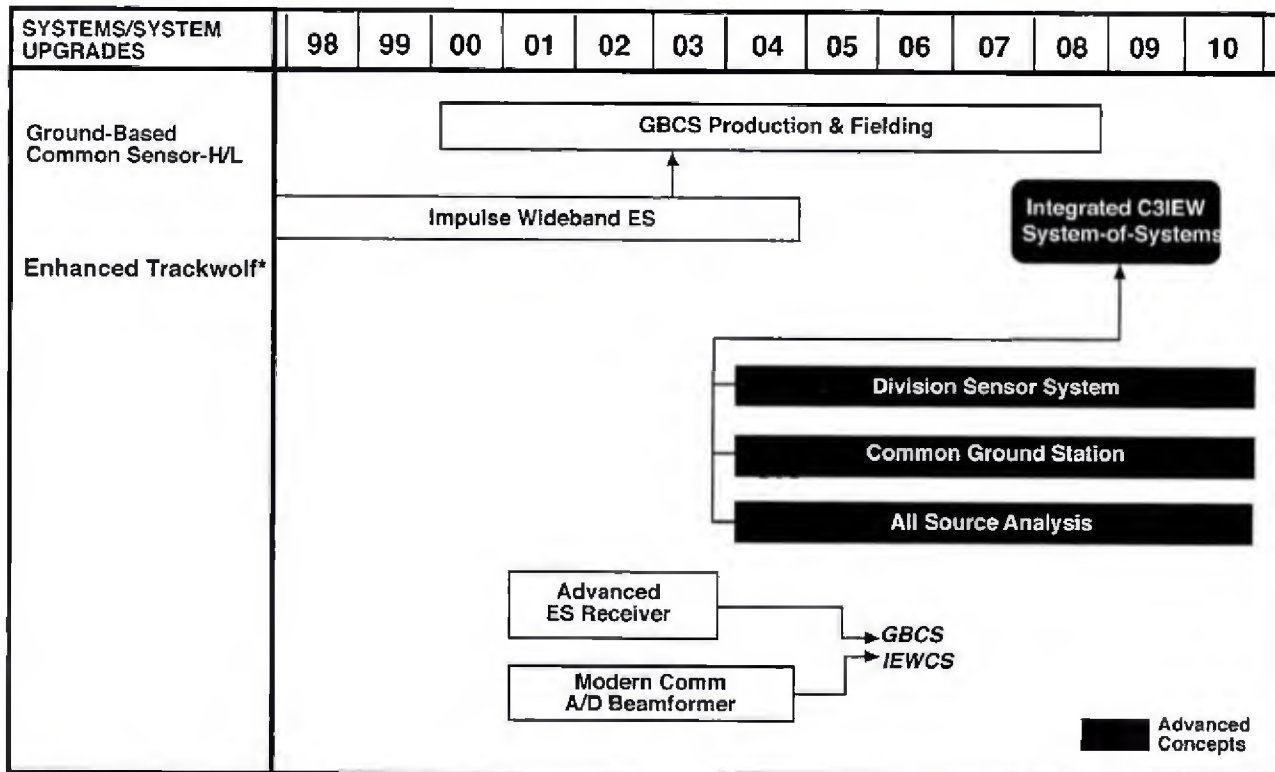 SYSTEMS/SYSTEM
UPGRADES
98 99 00 01 02 03 04 05 06 07 08 09 10
Ground-Based
Common Sensor-H/L
GBCS Production & Fielding
Impulse Wideband ES
Integrated C3IEW
System-of-Systems
Enhanced Trackwolf*
Division Sensor System
Common Ground Station
All Source Analysis
Advanced
ES Receiver
GBCS
IEWCS
Modern Comm
A/D Beamformer
Advanced
Concepts